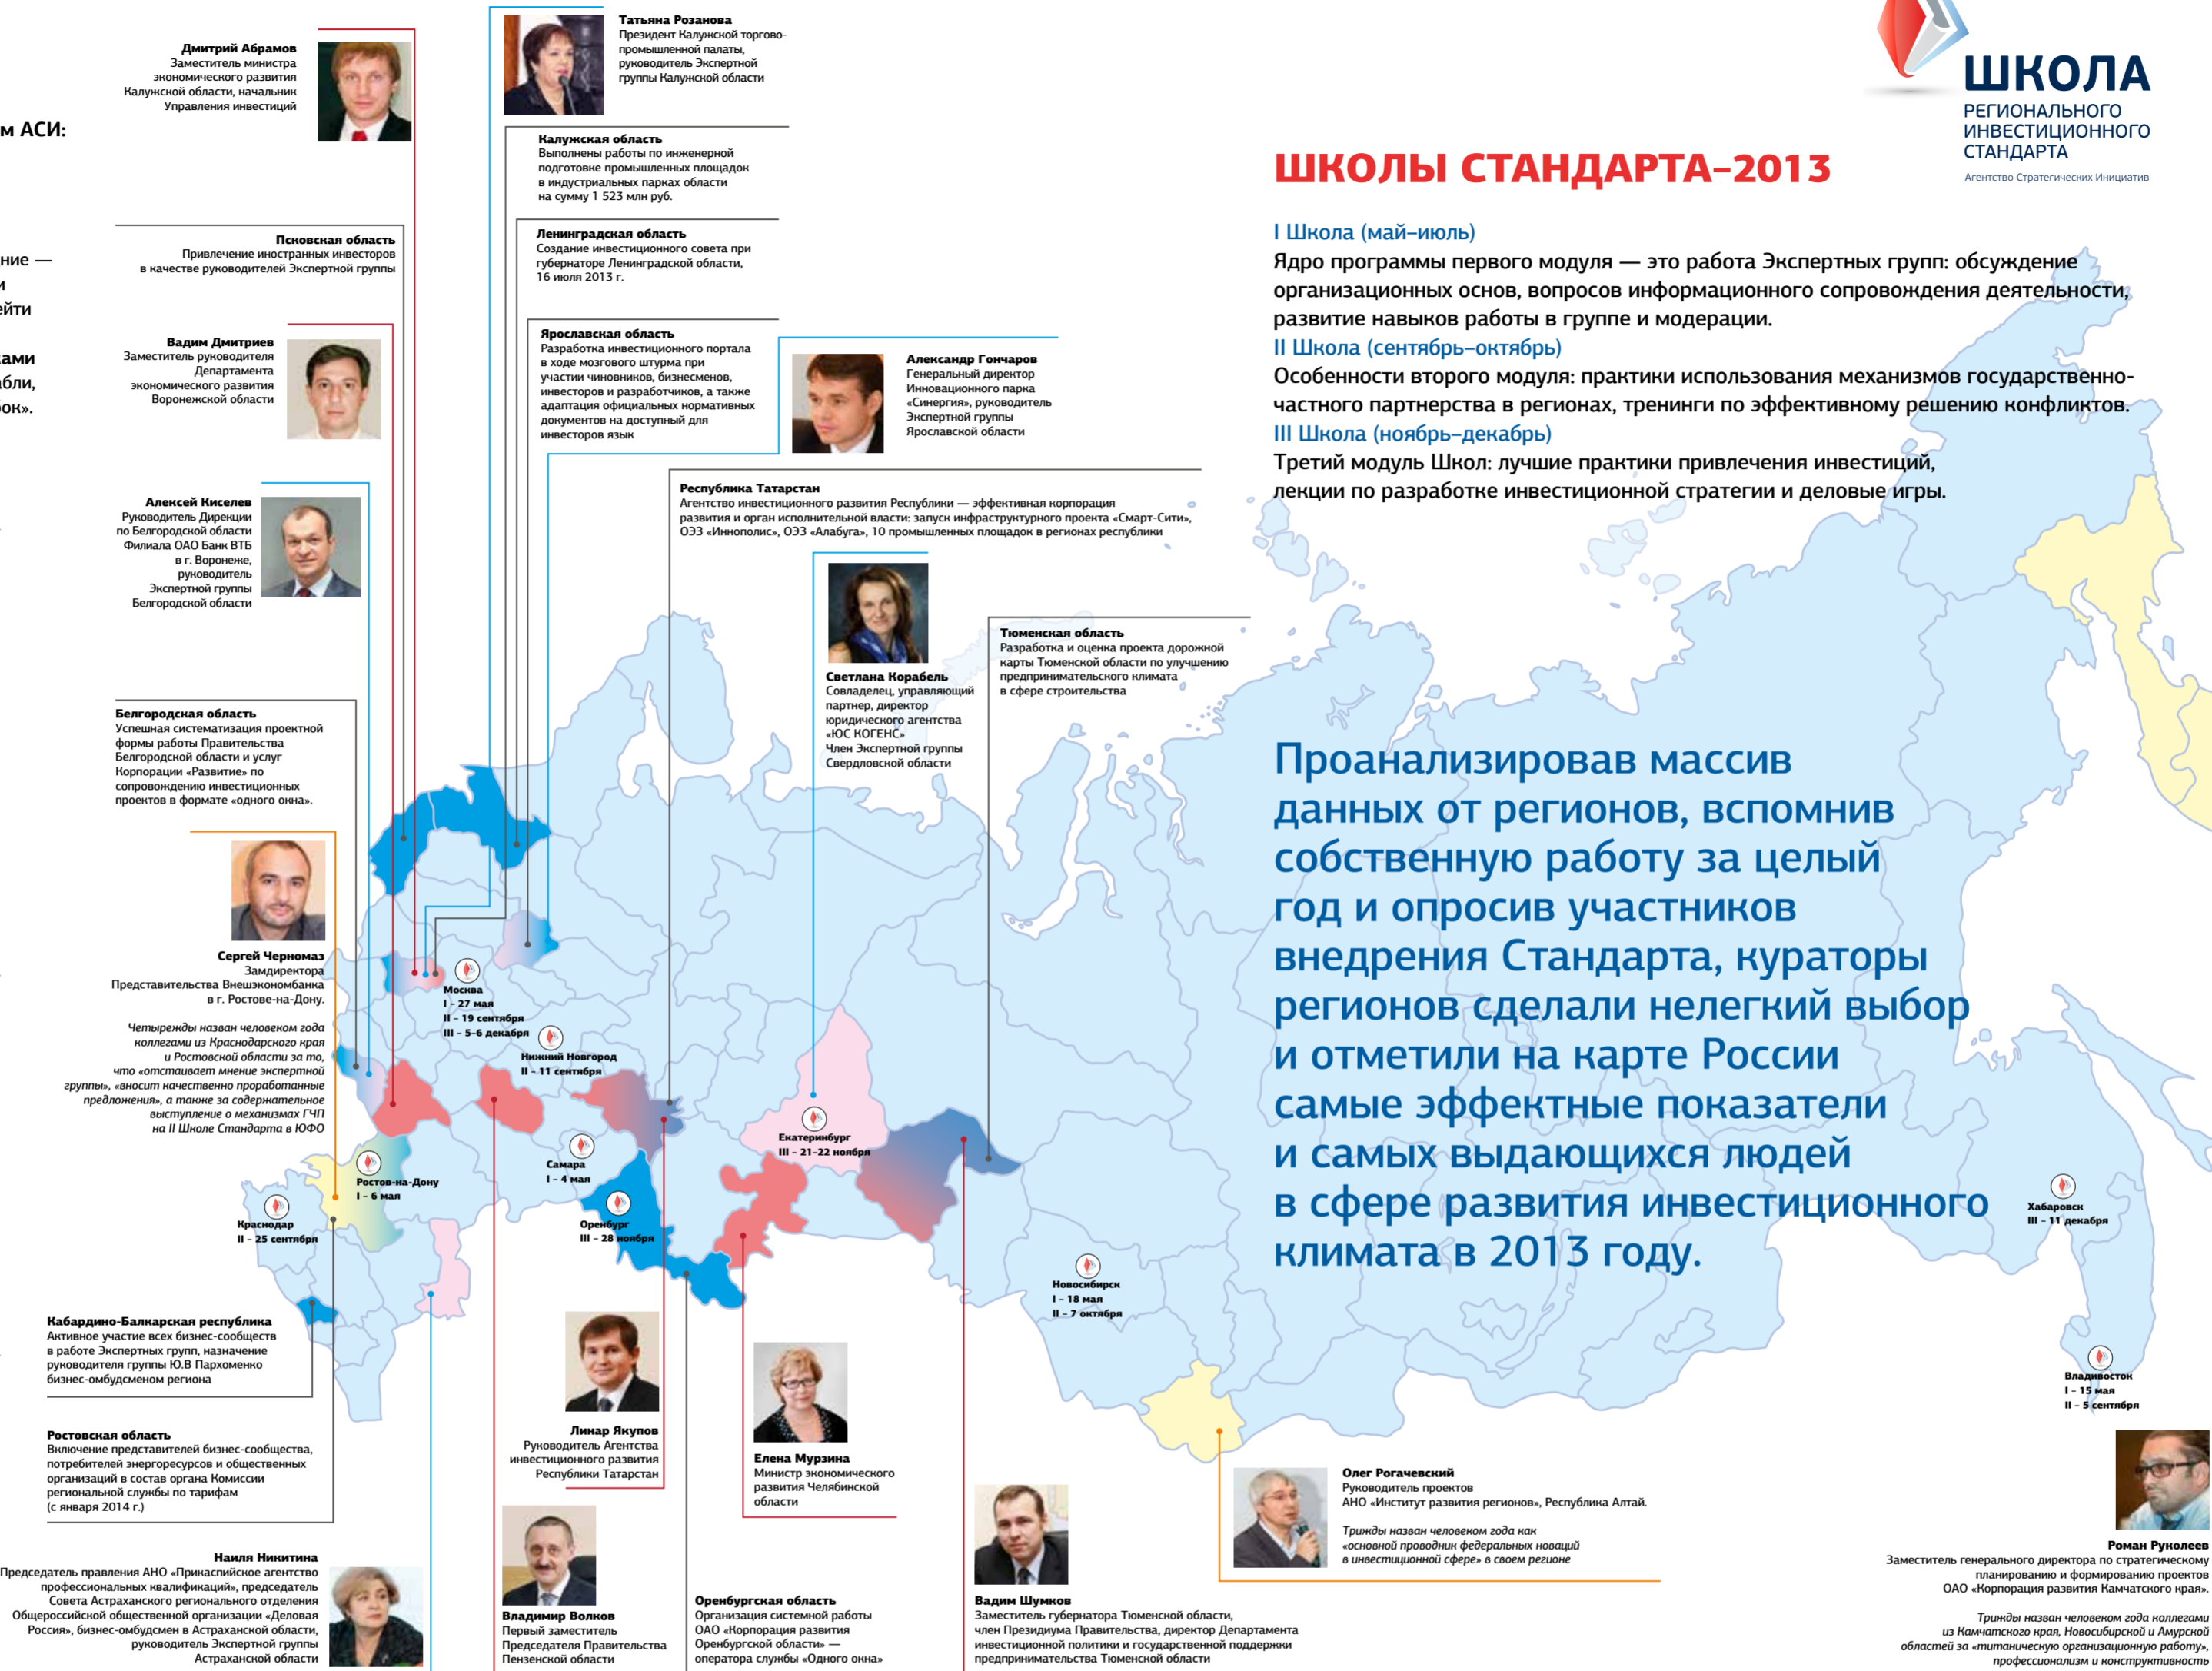 м АСИ:
ние —
и
ейти
ами
абли,
ок».
Дмитрий Абрамов
Заместитель министра
экономического развития
Калужской области, начальник
Управления инвестиций
Татьяна Розанова
Президент Калужской торгово-
промышленной палаты,
руководитель Экспертной
группы Калужской области
Калужская область
Выполнены работы по инженерной
подготовке промышленных площадок
в индустриальных парках области
на сумму 1 523 млн руб.
Псковская область
Привлечение иностранных инвесторов
в качестве руководителей Экспертной группы
Ленинградская область
Создание инвестиционного совета при
губернаторе Ленинградской области,
16 июля 2013 г.
Вадим Дмитриев
Заместитель руководителя
Департамента
экономического развития
Воронежской области
Ярославская область
Разработка инвестиционного портала
в ходе мозгового штурма при
участии чиновников, бизнесменов,
инвесторов и разработчиков, а также
адаптация официальных нормативных
документов на доступный для
инвесторов язык
Александр Гончаров
Генеральный директор
Инновационного парка
«Синергия», руководитель
Экспертной группы
Ярославской области
Алексей Киселев
Руководитель Дирекции
по Белгородской области
Филиала ОАО Банк ВТБ
в г. Воронеже,
руководитель
Экспертной группы
Белгородской области
Республика Татарстан
Агентство инвестиционного развития Республики — эффективная корпорация
развития и орган исполнительной власти: запуск инфраструктурного проекта «Смарт-Сити»,
ОЭЗ «Иннополис», ОЭЗ «Алабуга», 10 промышленных площадок в регионах республики
Светлана Корабель
Совладелец, управляющий
партнер, директор
юридического агентства
«ЮС КОГЕНС»
Член Экспертной группы
Свердловской области
Тюменская область
Разработка и оценка проекта дорожной
карты Тюменской области по улучшению
предпринимательского климата
в сфере строительства
Белгородская область
Успешная систематизация проектной
формы работы Правительства
Белгородской области и услуг
Корпорации «Развитие» по
сопровождению инвестиционных
проектов в формате «одного окна».
Сергей Черномаз
Замдиректора
Представительства Внешэкономбанка
в г. Ростове-на-Дону.
Четырежды назван человеком года
коллегами из Краснодарского края
и Ростовской области за то,
что «отстаивает мнение экспертной
группы», «вносит качественно проработанные
предложения», а также за содержательное
выступление о механизмах ГЧП
на II Школе Стандарта в ЮФО
ШКОЛА
РЕГИОНАЛЬНОГО
ИНВЕСТИЦИОННОГО
СТАНДАРТА
Агентство Стратегических Инициатив
ШКОЛЫ СТАНДАРТА–2013
I Школа (май–июль)
Ядро программы первого модуля — это работа Экспертных групп: обсуждение
организационных основ, вопросов информационного сопровождения деятельности,
развитие навыков работы в группе и модерации.
II Школа (сентябрь–октябрь)
Особенности второго модуля: практики использования механизмов государственно-
частного партнерства в регионах, тренинги по эффективному решению конфликтов.
III Школа (ноябрь–декабрь)
Третий модуль Школ: лучшие практики привлечения инвестиций,
лекции по разработке инвестиционной стратегии и деловые игры.
Проанализировав массив
данных от регионов, вспомнив
собственную работу за целый
год и опросив участников
внедрения Стандарта, кураторы
регионов сделали нелегкий выбор
и отметили на карте России
самые эффектные показатели
и самых выдающихся людей
в сфере развития инвестиционного
климата в 2013 году.
Москва
I – 27 мая
II – 19 сентября
III – 5–6 декабря
Нижний Новгород
II – 11 сентября
Екатеринбург
III – 21–22 ноября
Самара
I – 4 мая
Ростов-на-Дону
I – 6 мая
Краснодар
II – 25 сентября
Оренбург
III – 28 ноября
Новосибирск
I – 18 мая
II – 7 октября
Хабаровск
III – 11 декабря
Владивосток
I – 15 мая
II – 5 сентября
Кабардино-Балкарская республика
Активное участие всех бизнес-сообществ
в работе Экспертных групп, назначение
руководителя группы Ю.В Пархоменко
бизнес-омбудсменом региона
Ростовская область
Включение представителей бизнес-сообщества,
потребителей энергоресурсов и общественных
организаций в состав органа Комиссии
региональной службы по тарифам
(с января 2014 г.)
Наиля Никитина
Председатель правления АНО «Прикаспийское агентство
профессиональных квалификаций», председатель
Совета Астраханского регионального отделения
Общероссийской общественной организации «Деловая
Россия», бизнес-омбудсмен в Астраханской области,
руководитель Экспертной группы
Астраханской области
Линар Якупов
Руководитель Агентства
инвестиционного развития
Республики Татарстан
Владимир Волков
Первый заместитель
Председателя Правительства
Пензенской области
Елена Мурзина
Министр экономического
развития Челябинской
области
Оренбургская область
Организация системной работы
ОАО «Корпорация развития
Оренбургской области» —
оператора службы «Одного окна»
Вадим Шумков
Заместитель губернатора Тюменской области,
член Президиума Правительства, директор Департамента
инвестиционной политики и государственной поддержки
предпринимательства Тюменской области
Олег Рогачевский
Руководитель проектов
АНО «Институт развития регионов», Республика Алтай.
Трижды назван человеком года как
«основной проводник федеральных новаций
в инвестиционной сфере» в своем регионе
Роман Руколеев
Заместитель генерального директора по стратегическому
планированию и формированию проектов
ОАО «Корпорация развития Камчатского края».
Трижды назван человеком года коллегами
из Камчатского края, Новосибирской и Амурской
областей за «титаническую организационную работу»,
профессионализм и конструктивность